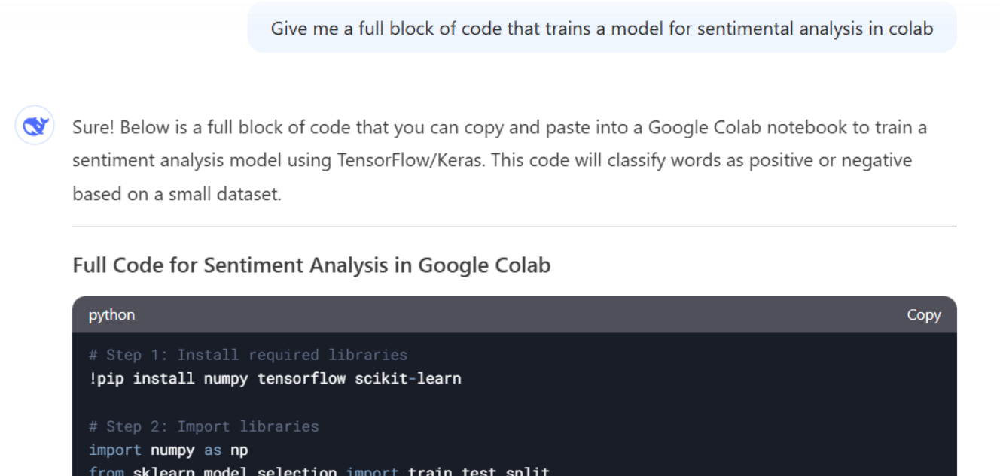 Give me a full block of code that trains a model for sentimental analysis in colab
Sure! Below is a full block of code that you can copy and paste into a Google Colab notebook to train a
sentiment analysis model using TensorFlow/Keras. This code will classify words as positive or negative
based on a small dataset.
Full Code for Sentiment Analysis in Google Colab
python Copy
# Step 1: Install required libraries
!pip install numpy tensorflow scikit-learn
# Step 2: Import libraries
import numpy as np
from sklearn.model_selection import train_test_split